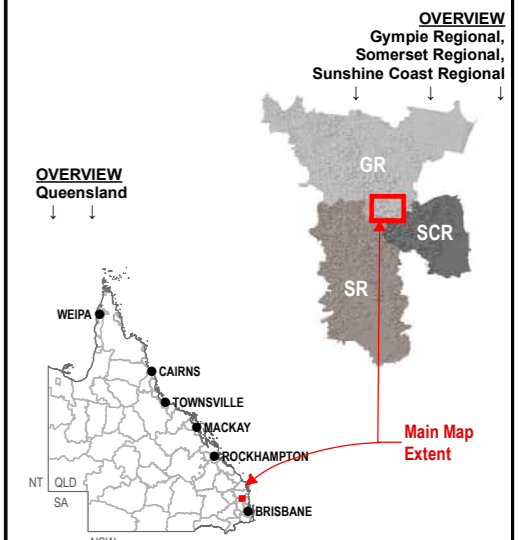 OVERVIEW
Gympie Regional,
Somerset Regional,
Sunshine Coast Regional
↓ ↓ ↓
GR
SCR
SR
OVERVIEW
Queensland
↓ ↓
WEIPA
CAIRNS
TOWNSVILLE
MACKAY
ROCKHAMPTON
Main Map
Extent
NT QLD
SA
BRISBANE
NSW